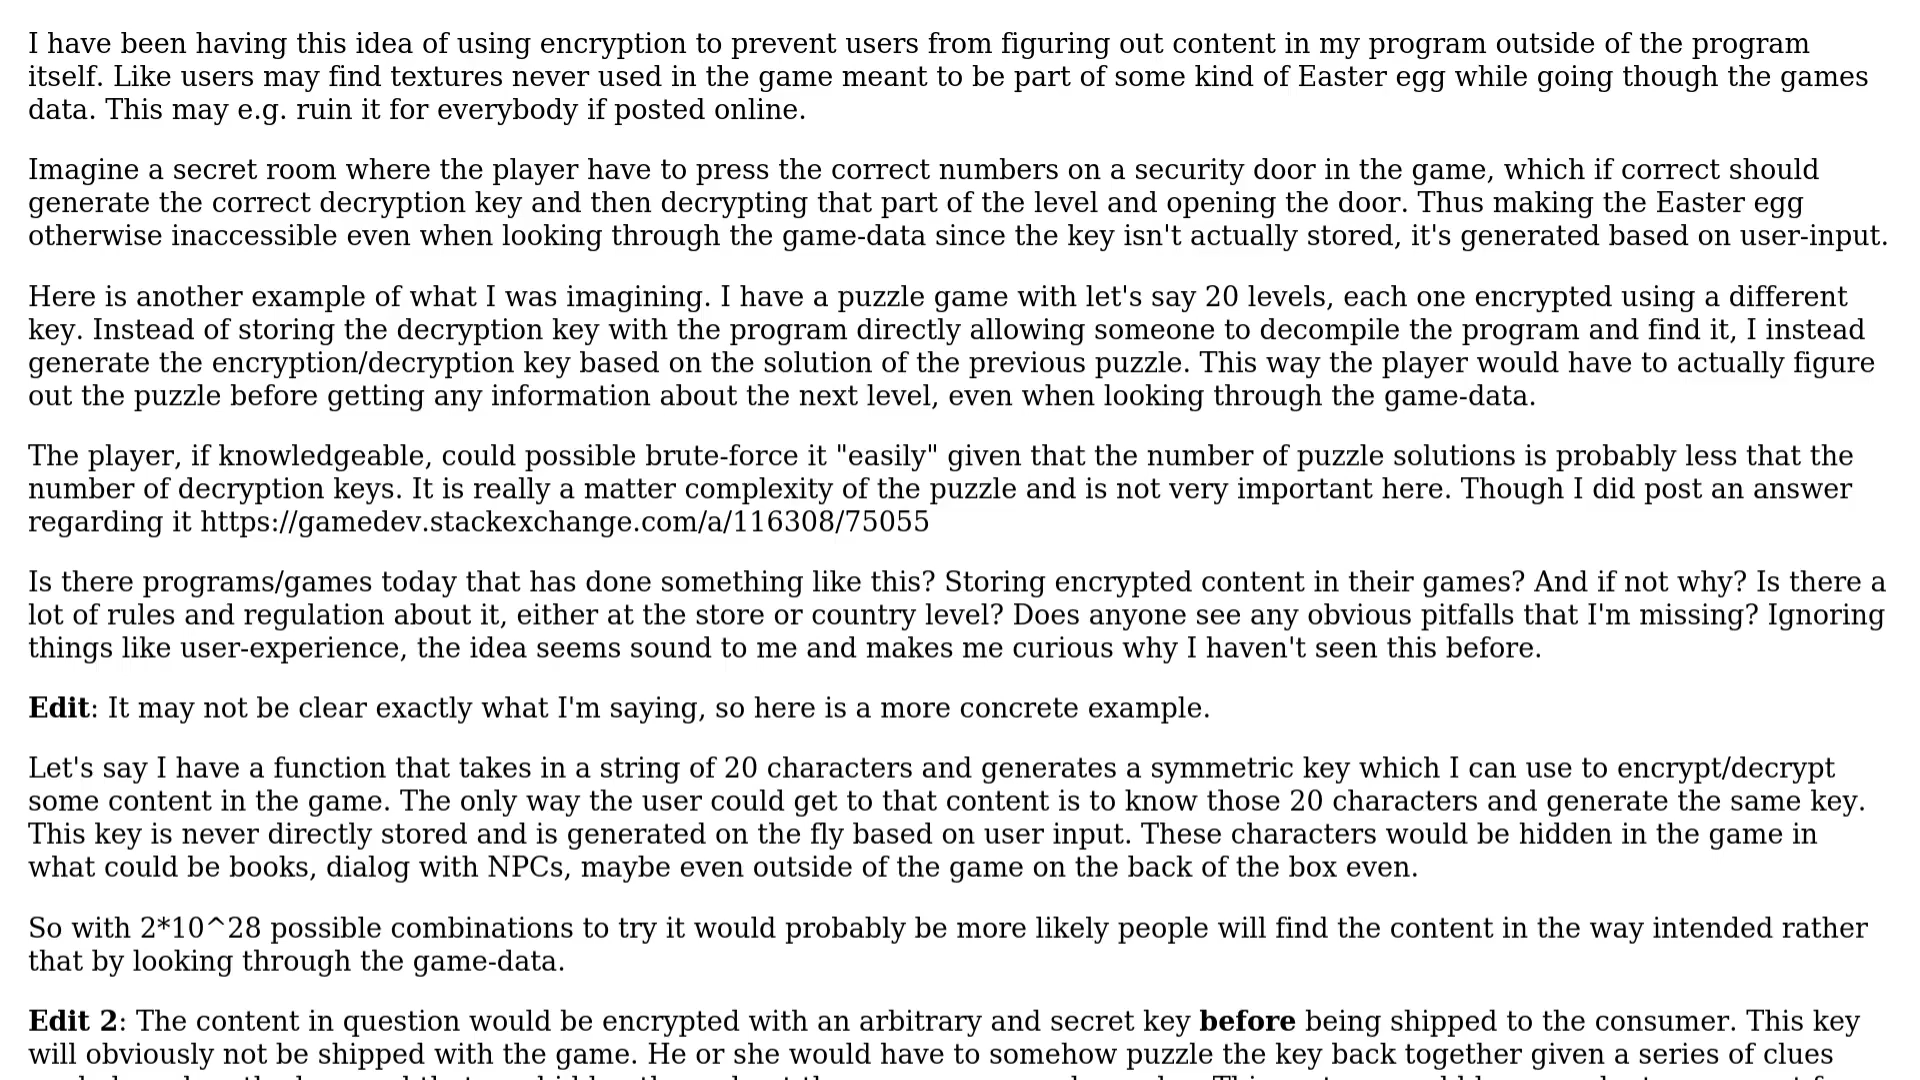 I have been having this idea of using encryption to prevent users from figuring out content in my program outside of the program
itself. Like users may find textures never used in the game meant to be part of some kind of Easter egg while going though the games
data. This may e.g. ruin it for everybody if posted online.
Imagine a secret room where the player have to press the correct numbers on a security door in the game, which if correct should
generate the correct decryption key and then decrypting that part of the level and opening the door. Thus making the Easter egg
otherwise inaccessible even when looking through the game-data since the key isn't actually stored, it's generated based on user-input.
Here is another example of what I was imagining. I have a puzzle game with let's say 20 levels, each one encrypted using a different
key. Instead of storing the decryption key with the program directly allowing someone to decompile the program and find it, I instead
generate the encryption/decryption key based on the solution of the previous puzzle. This way the player would have to actually figure
out the puzzle before getting any information about the next level, even when looking through the game-data.
The player, if knowledgeable, could possible brute-force it "easily" given that the number of puzzle solutions is probably less that the
number of decryption keys. It is really a matter complexity of the puzzle and is not very important here. Though I did post an answer
regarding it https://gamedev.stackexchange.com/a/116308/75055
Is there programs/games today that has done something like this? Storing encrypted content in their games? And if not why? Is there a
lot of rules and regulation about it, either at the store or country level? Does anyone see any obvious pitfalls that I'm missing? Ignoring
things like user-experience, the idea seems sound to me and makes me curious why I haven't seen this before.
Edit: It may not be clear exactly what I'm saying, so here is a more concrete example.
Let's say I have a function that takes in a string of 20 characters and generates a symmetric key which I can use to encrypt/decrypt
some content in the game. The only way the user could get to that content is to know those 20 characters and generate the same key.
This key is never directly stored and is generated on the fly based on user input. These characters would be hidden in the game in
what could be books, dialog with NPCs, maybe even outside of the game on the back of the box even.
So with 2*10^28 possible combinations to try it would probably be more likely people will find the content in the way intended rather
that by looking through the game-data.
Edit 2: The content in question would be encrypted with an arbitrary and secret key before being shipped to the consumer. This key
will obviously not be shipped with the game. He or she would have to somehow puzzle the key back together given a series of clues